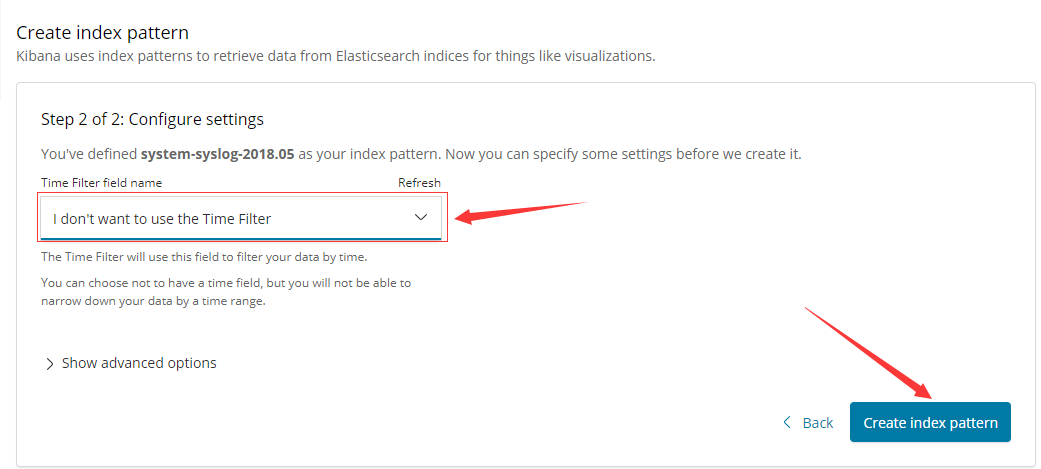 Create index pattern
Kibana uses index patterns to retrieve data from Elasticsearch indices for things like visualizations.
Step 2 of 2: Configure settings
You've defined system-syslog-2018.05 as your index pattern. Now you can specify some settings before we create it.
Time Filter field name Refresh
I don't want to use the Time Filter
The Time Filter will use this field to filter your data by time.
You can choose not to have a time field, but you will not be able to
narrow down your data by a time range.
Show advanced options
Back Create index pattern